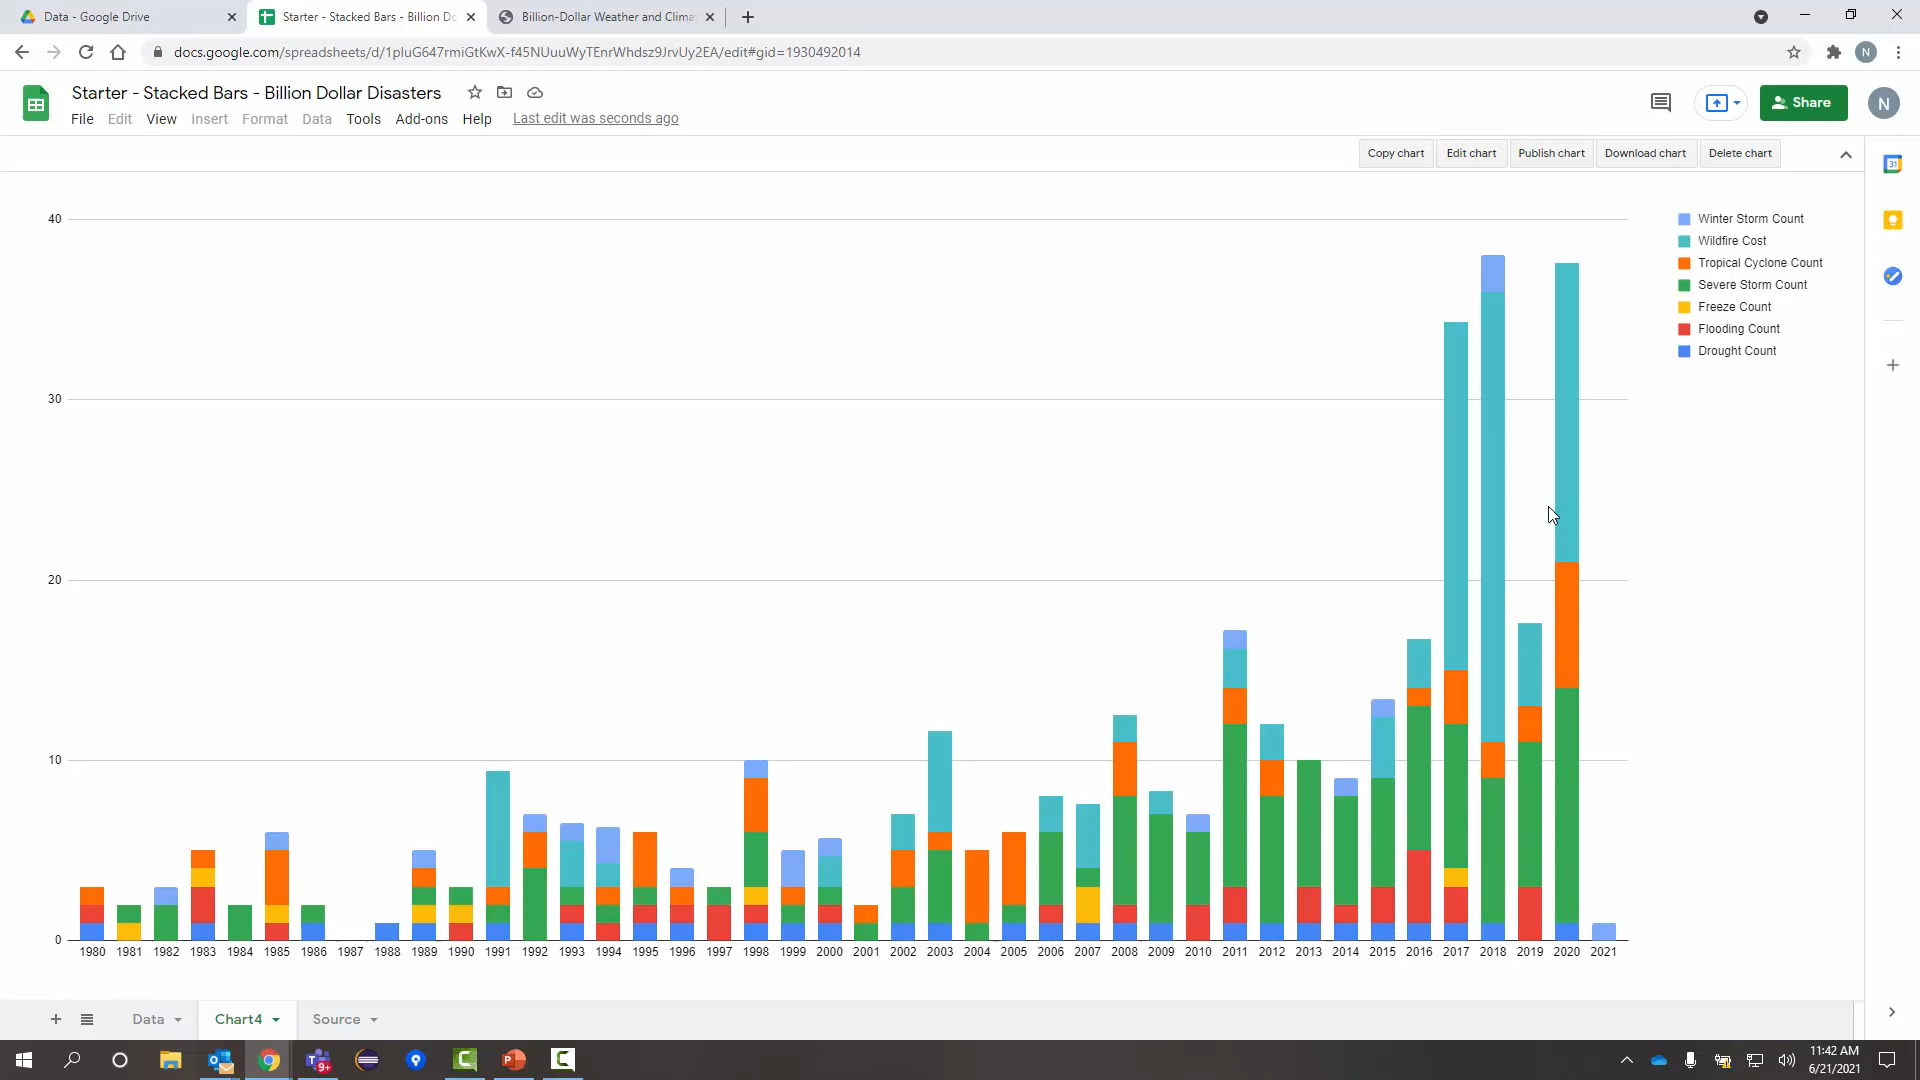 Data - Google Drive
Starter - Stacked Bars - Billion Do
Billion-Dollar Weather and Clima
docs.google.com/spreadsheets/d/1pIuG647rmiGtKwX-f45NUuuWyTEnrWhdsz9JrvUy2EA/edit#gid=1930492014
N
Starter - Stacked Bars - Billion Dollar Disasters
Share
N
File Edit View Insert Format Data Tools Add-ons Help Last edit was seconds ago
Copy chart Edit chart Publish chart Download chart Delete chart
31
40
30
20
10
0
Winter Storm Count
Wildfire Cost
Tropical Cyclone Count
Severe Storm Count
Freeze Count
Flooding Count
Drought Count
1980 1981 1982 1983 1984 1985 1986 1987 1988 1989 1990 1991 1992 1993 1994 1995 1996 1997 1998 1999 2000 2001 2002 2003 2004 2005 2006 2007 2008 2009 2010 2011 2012 2013 2014 2015 2016 2017 2018 2019 2020 2021
Data Chart4 Source
9+
11:42 AM
6/21/2021